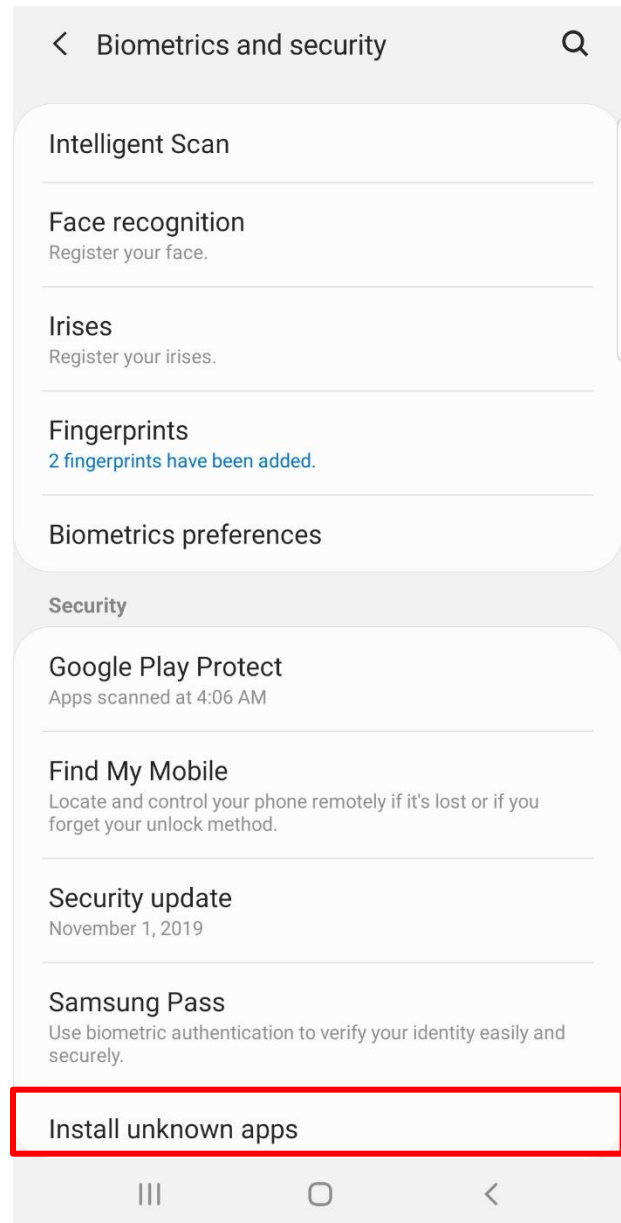 Biometrics and security
Intelligent Scan
Face recognition
Register your face.
Irises
Register your irises.
Fingerprints
2 fingerprints have been added.
Biometrics preferences
Security
Google Play Protect
Apps scanned at 4:06 AM
Find My Mobile
Locate and control your phone remotely if it's lost or if you
forget your unlock method.
Security update
November 1, 2019
Samsung Pass
Use biometric authentication to verify your identity easily and
securely.
Install unknown apps